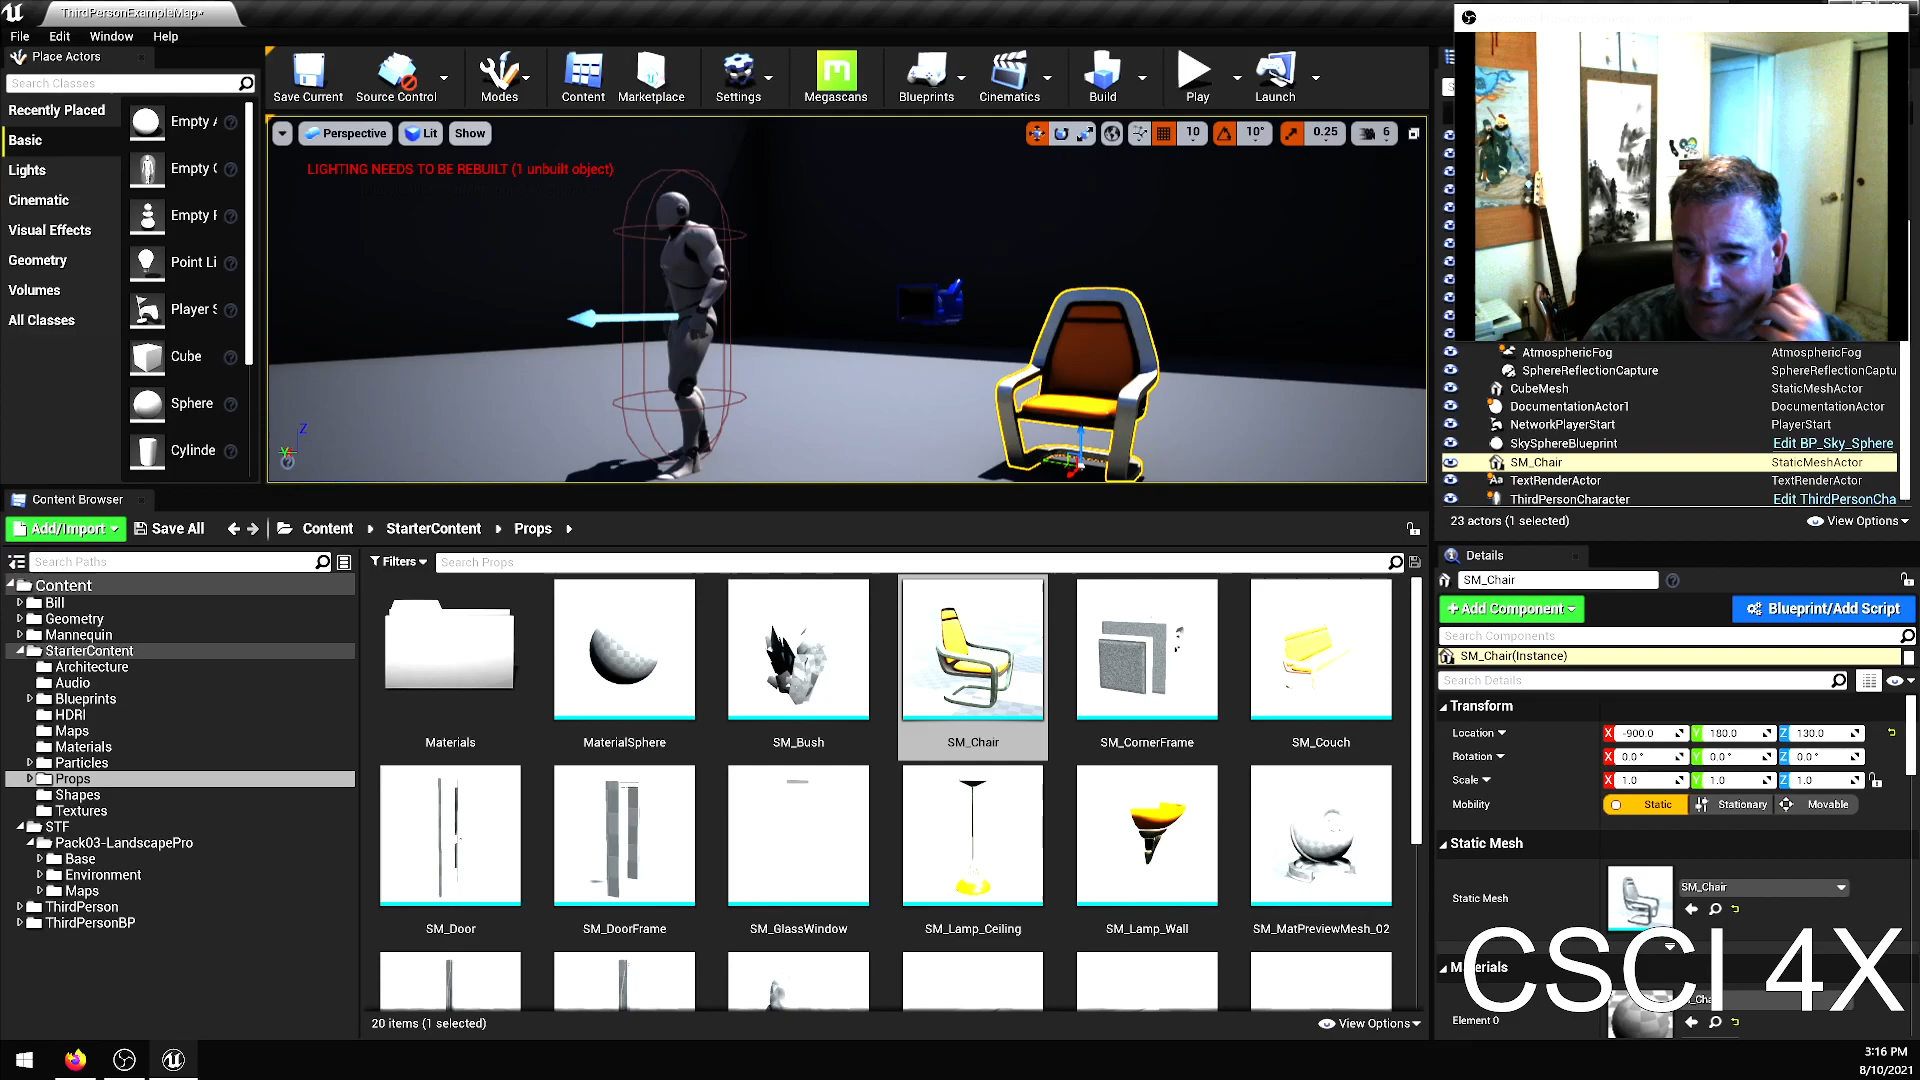 ThirdPersonExampleMap*
File Edit Window Help
Place Actors
Search Classes
Recently Placed
Basic
Lights
Cinematic
Visual Effects
Geometry
Volumes
All Classes
Empty A
Empty C
Empty P
Point Li
Player S
Cube
Sphere
Cylinde
Save Current
Source Control
Modes
Content
Marketplace
Settings
Megascans
Blueprints
Cinematics
Build
Play
Launch
Perspective
Lit
Show
10
10°
0.25
6
LIGHTING NEEDS TO BE REBUILT (1 unbuilt object)
Z
AtmosphericFog AtmosphericFog
SphereReflectionCapture SphereReflectionCaptu
CubeMesh StaticMeshActor
DocumentationActor1 DocumentationActor
NetworkPlayerStart PlayerStart
SkySphereBlueprint Edit BP_Sky_Sphere
SM_Chair StaticMeshActor
TextRenderActor TextRenderActor
ThirdPersonCharacter Edit ThirdPersonCha
23 actors (1 selected)
View Options
Content Browser
Add/Import
Save All
Content
StarterContent
Props
Search Paths
Content
Bill
Geometry
Mannequin
StarterContent
Architecture
Audio
Blueprints
HDRI
Maps
Materials
Particles
Props
Shapes
Textures
STF
Pack03-LandscapePro
Base
Environment
Maps
ThirdPerson
ThirdPersonBP
Filters
Search Props
Materials
MaterialSphere
SM_Bush
SM_Chair
SM_CornerFrame
SM_Couch
SM_Door
SM_DoorFrame
SM_GlassWindow
SM_Lamp_Ceiling
SM_Lamp_Wall
SM_MatPreviewMesh_02
20 items (1 selected)
View Options
Details
SM_Chair
+Add Component
Blueprint/Add Script
Search Components
SM_Chair(Instance)
Search Details
Transform
Location X -900.0 Y 180.0 Z 130.0
Rotation X 0.0° Y 0.0° Z 0.0°
Scale X 1.0 Y 1.0 Z 1.0
Mobility Static Stationary Movable
Static Mesh
Static Mesh SM_Chair
Materials
Element 0
CSCI 4X
3:16 PM
8/10/2021